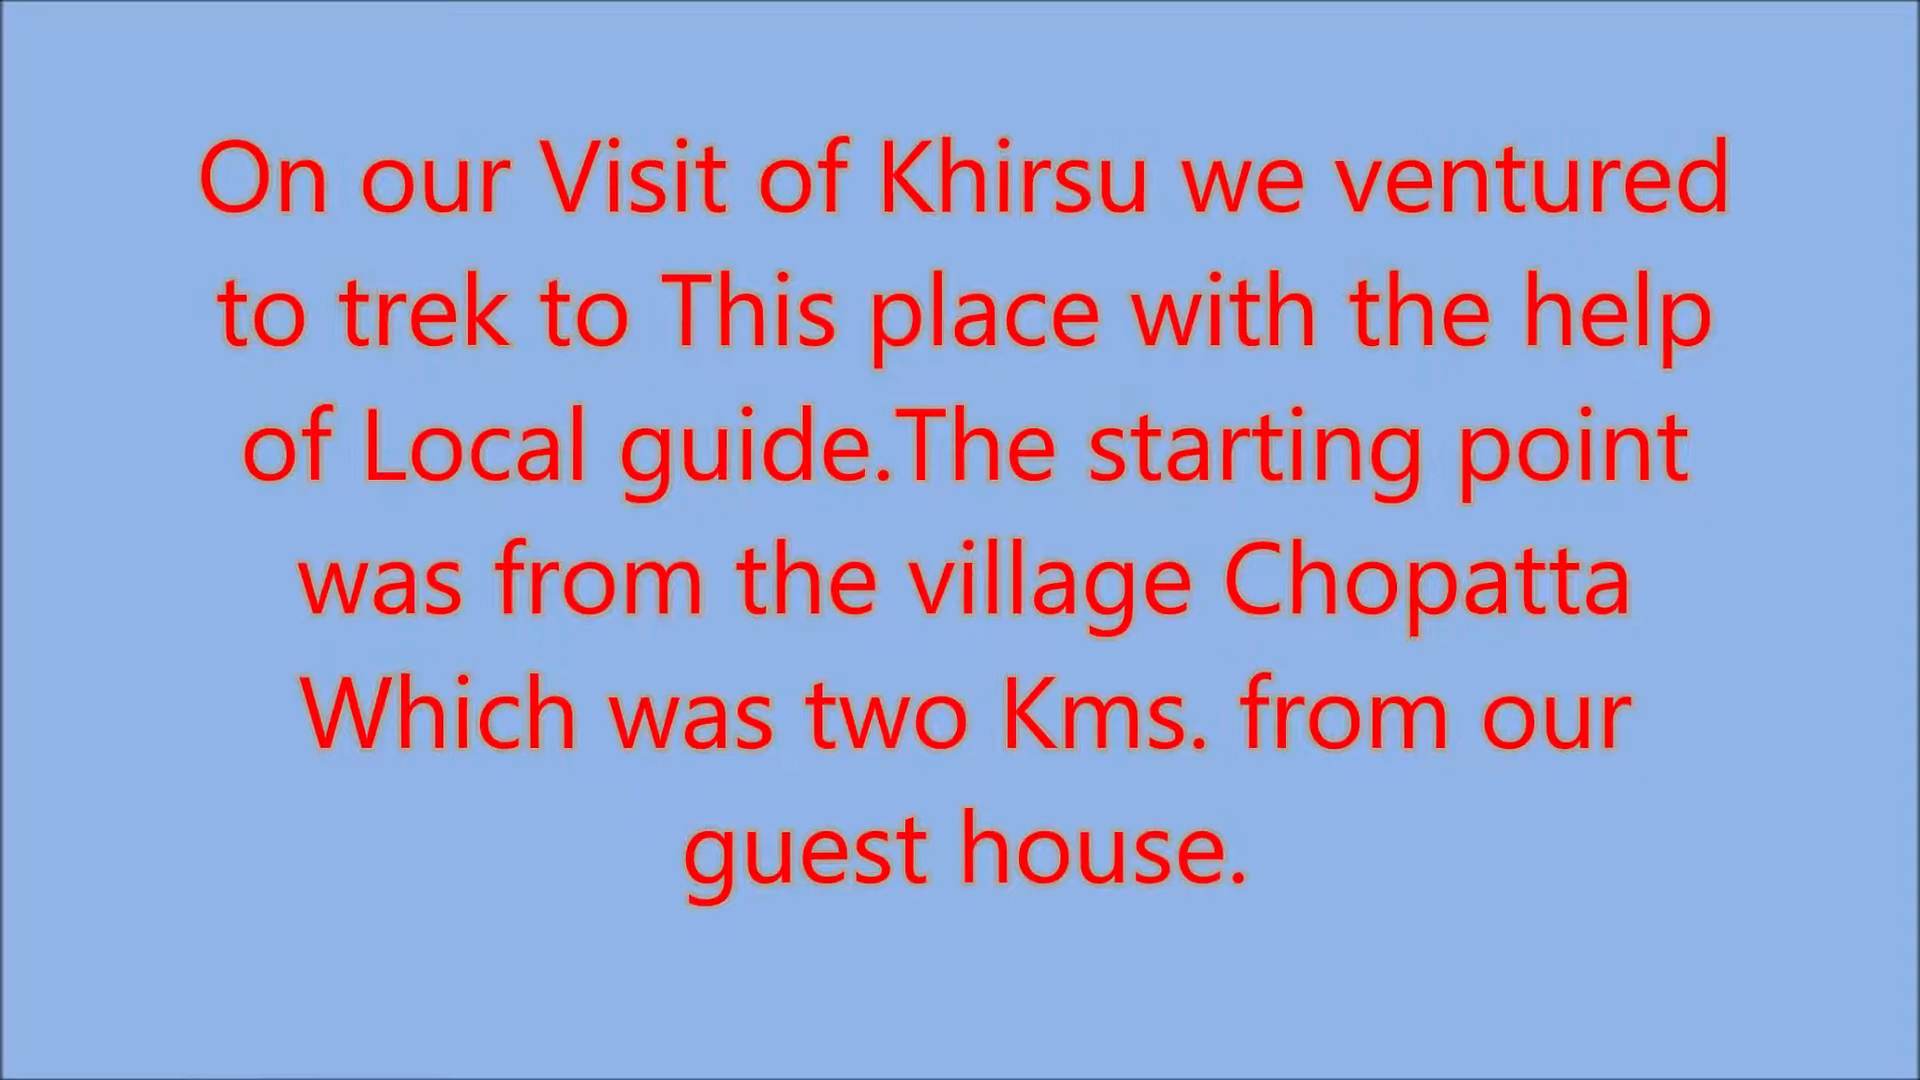 On our Visit of Khirsu we ventured
to trek to This place with the help
of Local guide.The starting point
was from the village Chopatta
Which was two Kms. from our
guest house.